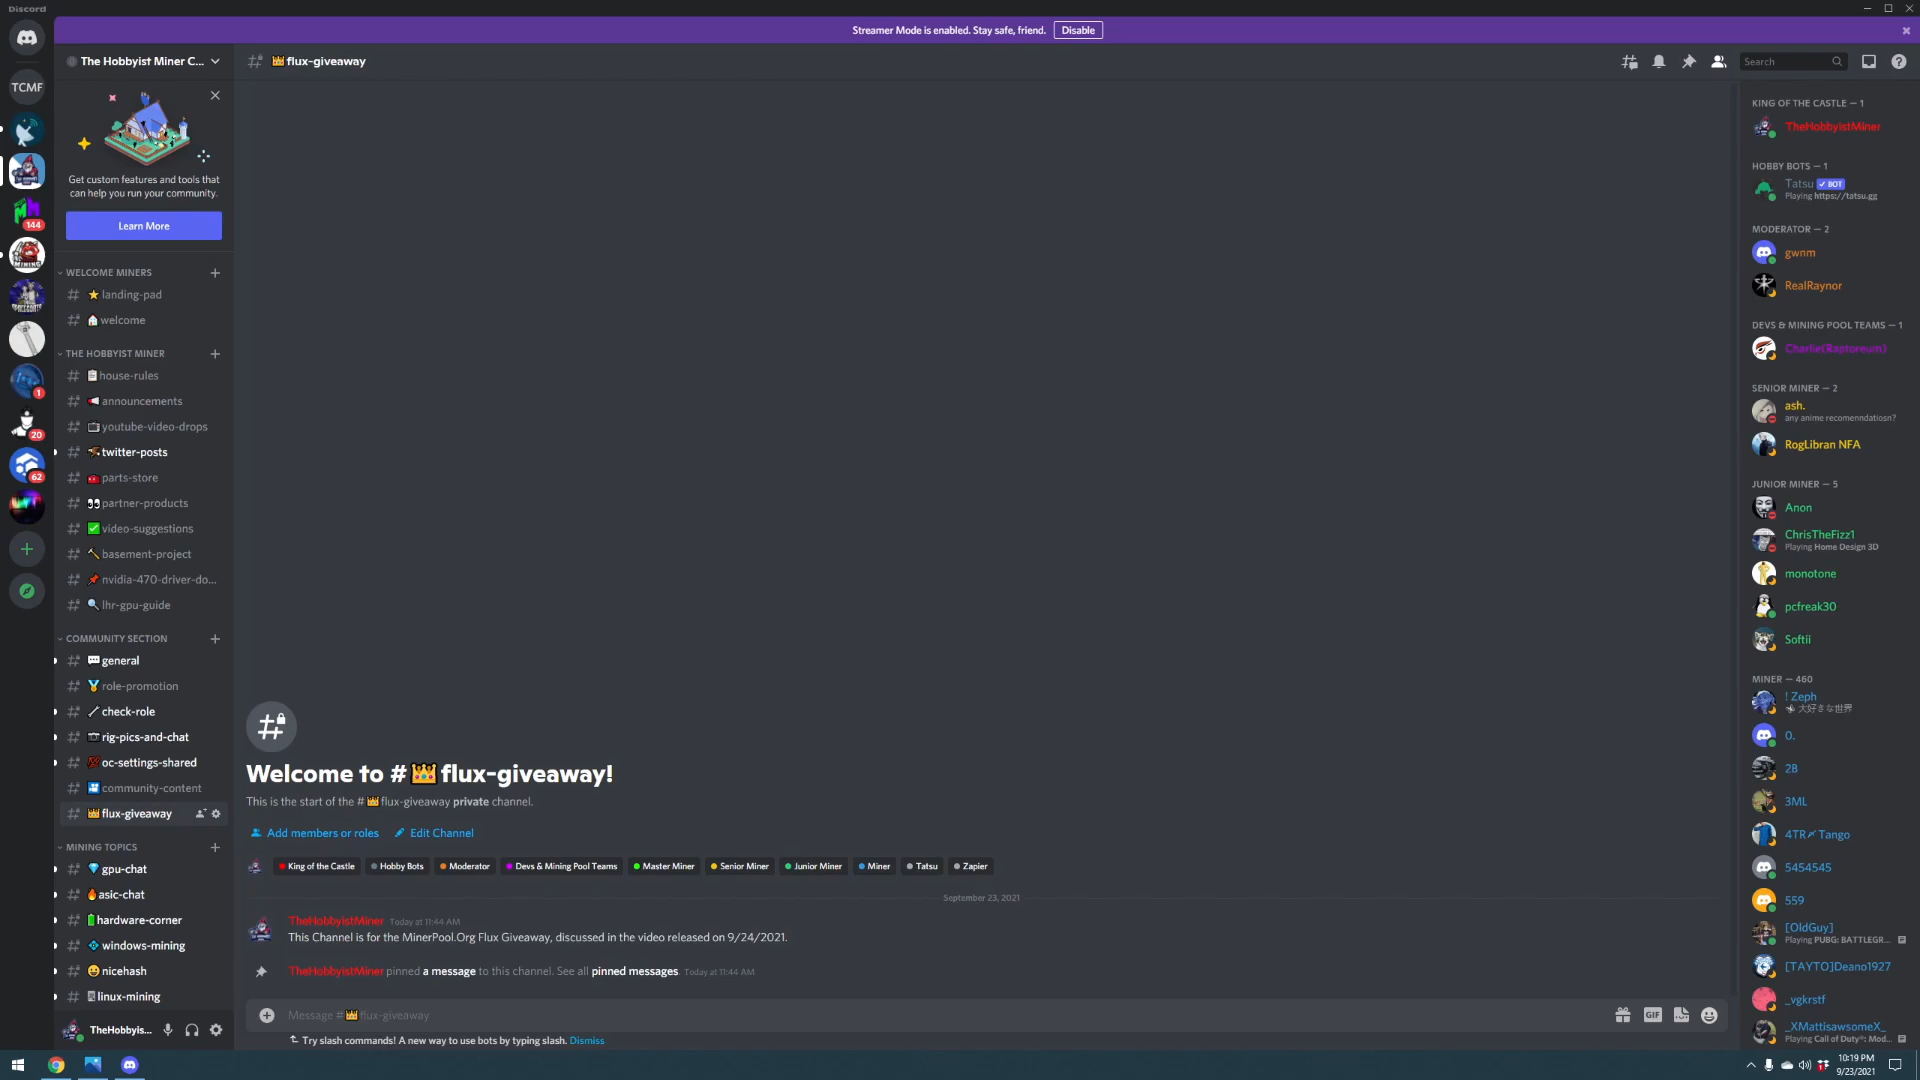 Discord
Streamer Mode is enabled. Stay safe, friend. Disable
TCMF
144
1
20
62
The Hobbyist Miner C...
Get custom features and tools that
can help you run your community.
Learn More
WELCOME MINERS
landing-pad
welcome
THE HOBBYIST MINER
house-rules
announcements
youtube-video-drops
twitter-posts
parts-store
partner-products
video-suggestions
basement-project
nvidia-470-driver-do...
lhr-gpu-guide
COMMUNITY SECTION
general
role-promotion
check-role
rig-pics-and-chat
oc-settings-shared
community-content
flux-giveaway
MINING TOPICS
gpu-chat
asic-chat
hardware-corner
windows-mining
nicehash
linux-mining
TheHobbyis...
flux-giveaway
Search
Welcome to #👑flux-giveaway!
This is the start of the #👑flux-giveaway private channel.
Add members or roles Edit Channel
King of the Castle Hobby Bots Moderator Devs & Mining Pool Teams Master Miner Senior Miner Junior Miner Miner Tatsu Zapier
September 23, 2021
TheHobbyistMiner Today at 11:44 AM
This Channel is for the MinerPool.Org Flux Giveaway, discussed in the video released on 9/24/2021.
TheHobbyistMiner pinned a message to this channel. See all pinned messages. Today at 11:44 AM
Message #👑flux-giveaway
GIF
Try slash commands! A new way to use bots by typing slash. Dismiss
KING OF THE CASTLE — 1
TheHobbyistMiner
HOBBY BOTS — 1
Tatsu ✓ BOT
Playing https://tatsu.gg
MODERATOR — 2
gwnm
RealRaynor
DEVS & MINING POOL TEAMS — 1
Charlie(Raptoreum)
SENIOR MINER — 2
ash.
any anime recomenndatiosn?
RogLibran NFA
JUNIOR MINER — 5
Anon
ChrisTheFizz1
Playing Home Design 3D
monotone
pcfreak30
Softii
MINER — 460
! Zeph
大好きな世界
0.
2B
3ML
4TR〆Tango
5454545
559
[OldGuy]
Playing PUBG: BATTLEGR...
[TAYTO]Deano1927
_vgkrstf
_XMattisawsomeX_
Playing Call of Duty®: Mod...
10:19 PM
9/23/2021